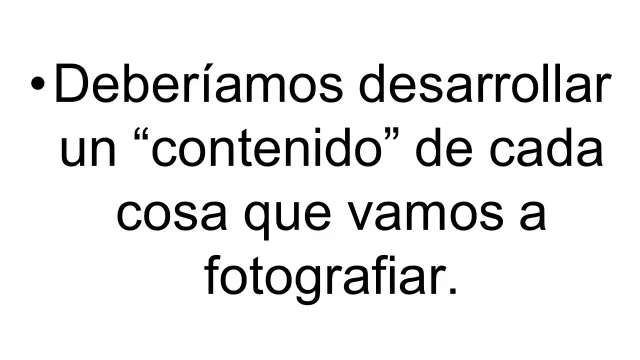 •Deberíamos desarrollar
un “contenido” de cada
cosa que vamos a
fotografiar.